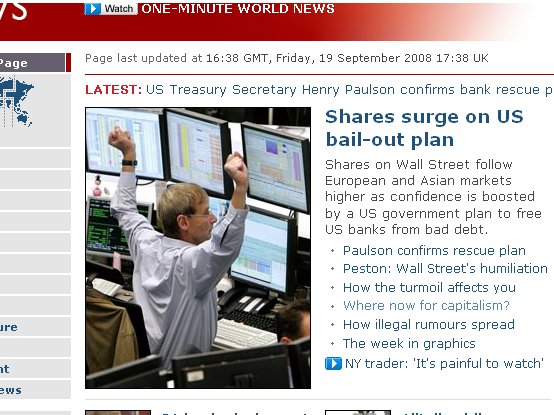 Watch ONE-MINUTE WORLD NEWS
Page
Page last updated at 16:38 GMT, Friday, 19 September 2008 17:38 UK
LATEST: US Treasury Secretary Henry Paulson confirms bank rescue p
Shares surge on US
bail-out plan
Shares on Wall Street follow
European and Asian markets
higher as confidence is boosted
by a US government plan to free
US banks from bad debt.
Paulson confirms rescue plan
Peston: Wall Street's humiliation
How the turmoil affects you
Where now for capitalism?
How illegal rumours spread
The week in graphics
NY trader: 'It's painful to watch'